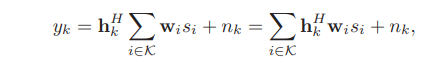 $y_k = \mathbf{h}_k^H \sum_{i \in \mathcal{K}} \mathbf{w}_i s_i + n_k = \sum_{i \in \mathcal{K}} \mathbf{h}_k^H \mathbf{w}_i s_i + n_k,$